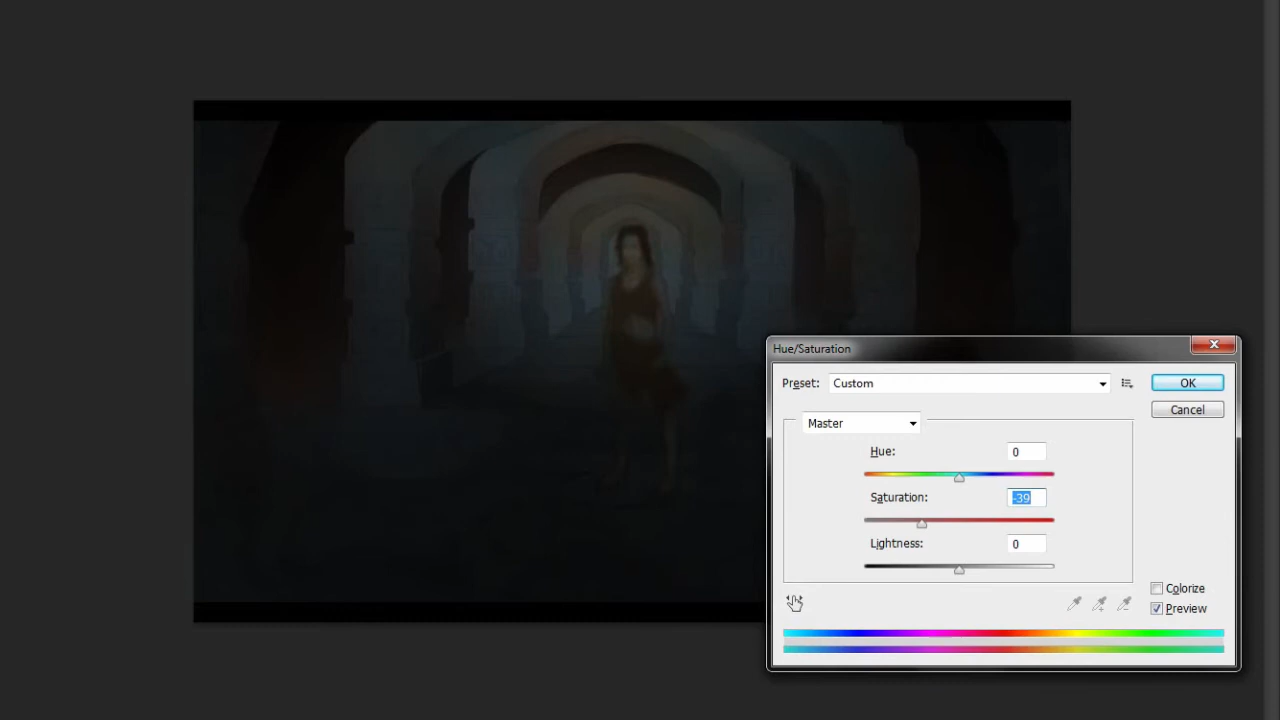 Hue/Saturation
Preset: Custom
OK
Cancel
Master
Hue: 0
Saturation: -39
Lightness: 0
Colorize
Preview